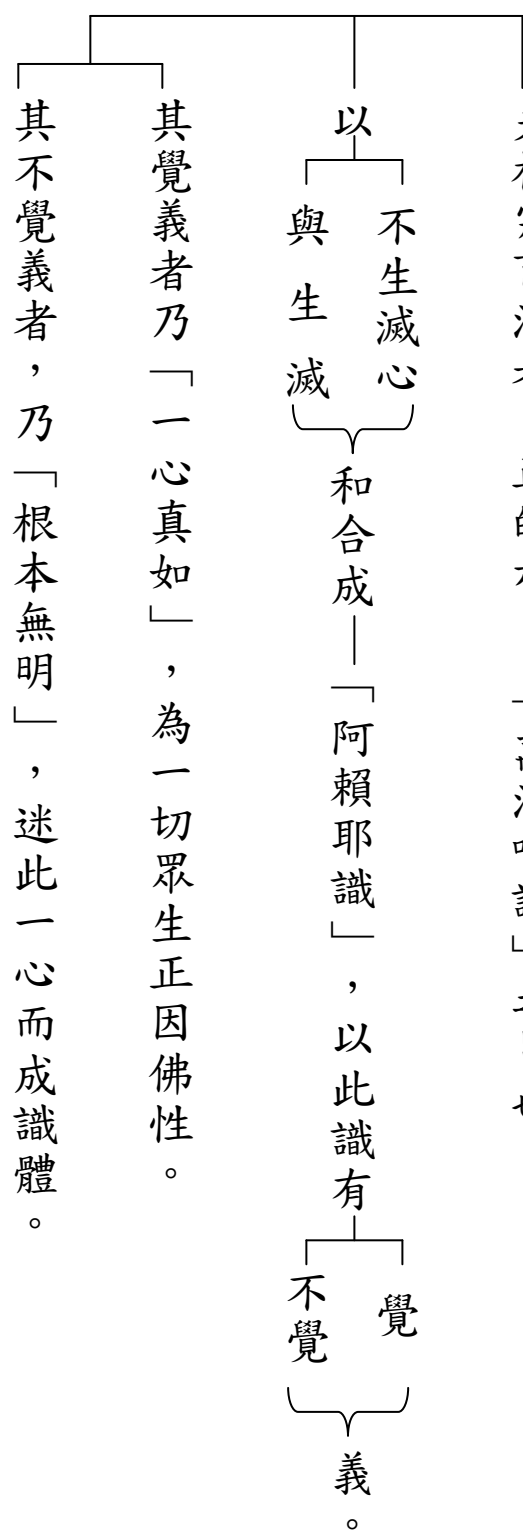 以
不生滅心
與生滅
和合成
「阿賴耶識」，以此識有
覺
不覺
義。
其覺義者乃「一心真如」，為一切眾生正因佛性。
其不覺義者，乃「根本無明」，迷此一心而成識體。